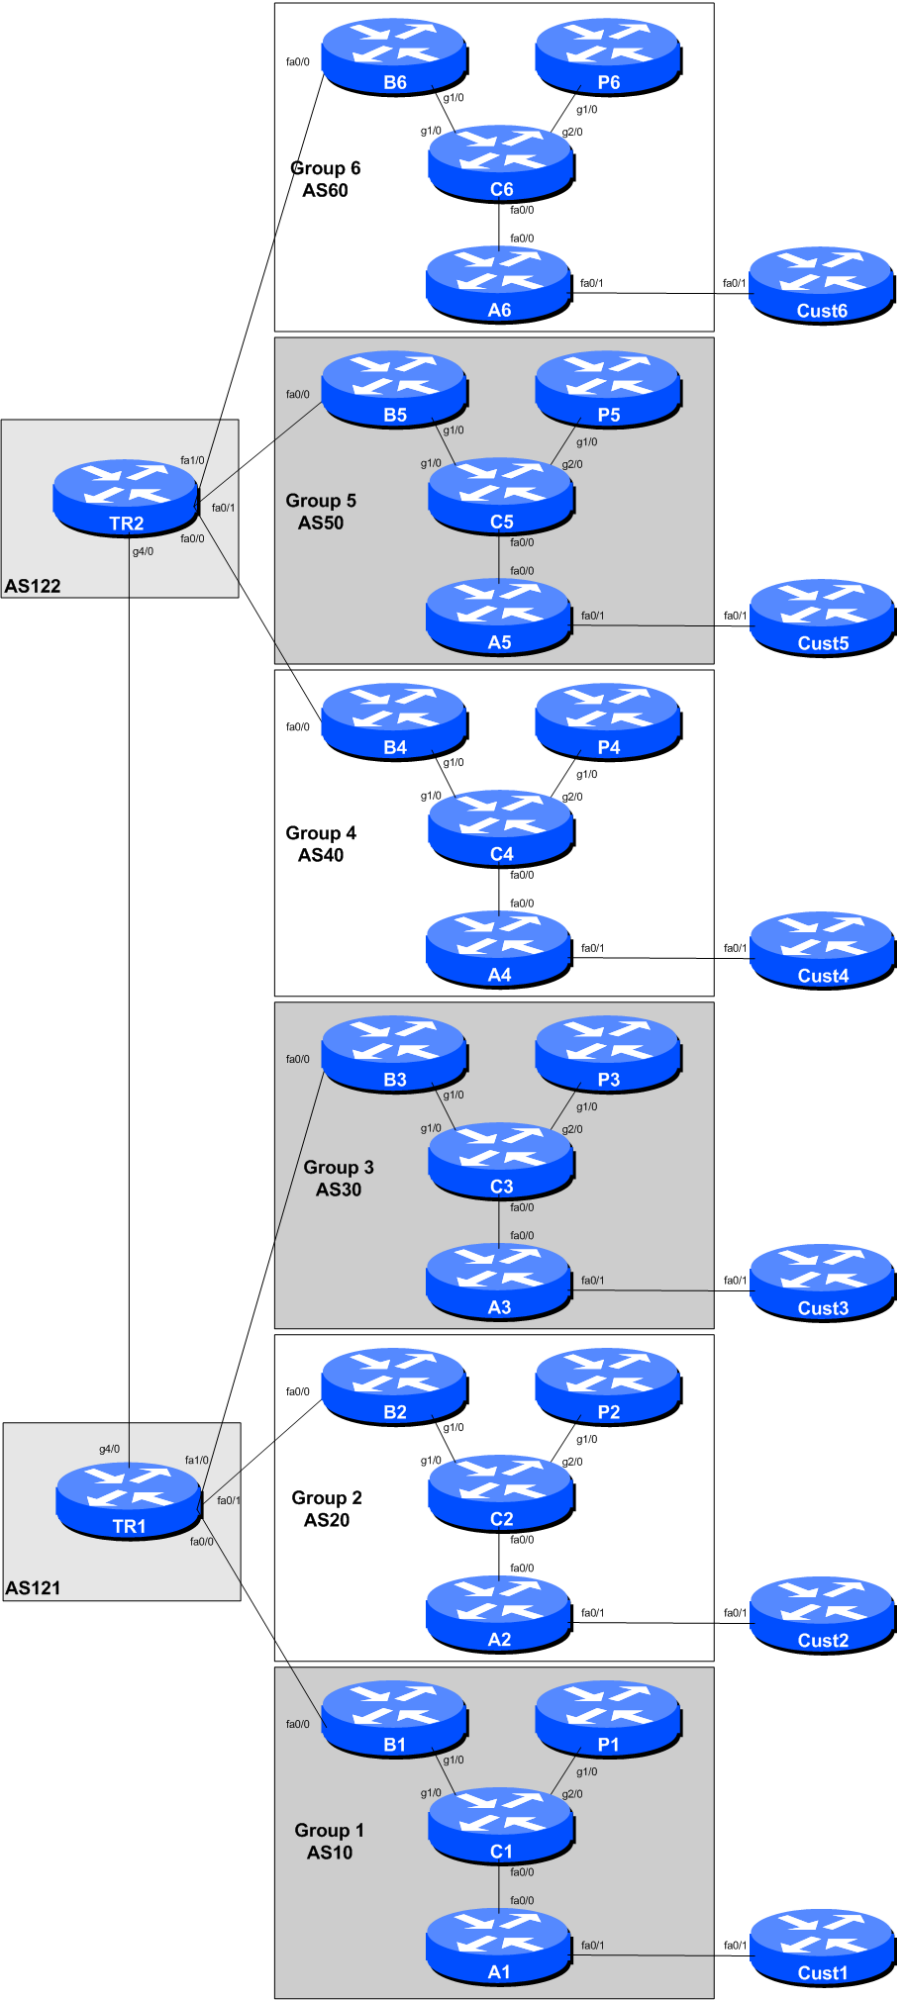 fa0/0
B6
P6
g1/0
g1/0
g1/0
g2/0
Group 6
AS60
C6
fa0/0
fa0/0
fa0/1
fa0/1
A6
Cust6
fa0/0
B5
P5
g1/0
g1/0
g1/0
g2/0
fa1/0
Group 5
AS50
fa0/1
TR2
C5
fa0/0
g4/0
fa0/0
fa0/0
AS122
fa0/1
fa0/1
A5
Cust5
fa0/0
B4
P4
g1/0
g1/0
g1/0
g2/0
Group 4
AS40
C4
fa0/0
fa0/0
fa0/1
fa0/1
A4
Cust4
fa0/0
B3
P3
g1/0
g1/0
g1/0
g2/0
Group 3
AS30
C3
fa0/0
fa0/0
fa0/1
fa0/1
A3
Cust3
fa0/0
B2
P2
g1/0
g1/0
g4/0
fa1/0
g1/0
g2/0
Group 2
AS20
fa0/1
TR1
C2
fa0/0
fa0/0
fa0/0
AS121
fa0/1
fa0/1
A2
Cust2
fa0/0
B1
P1
g1/0
g1/0
g1/0
g2/0
Group 1
AS10
C1
fa0/0
fa0/0
fa0/1
fa0/1
A1
Cust1